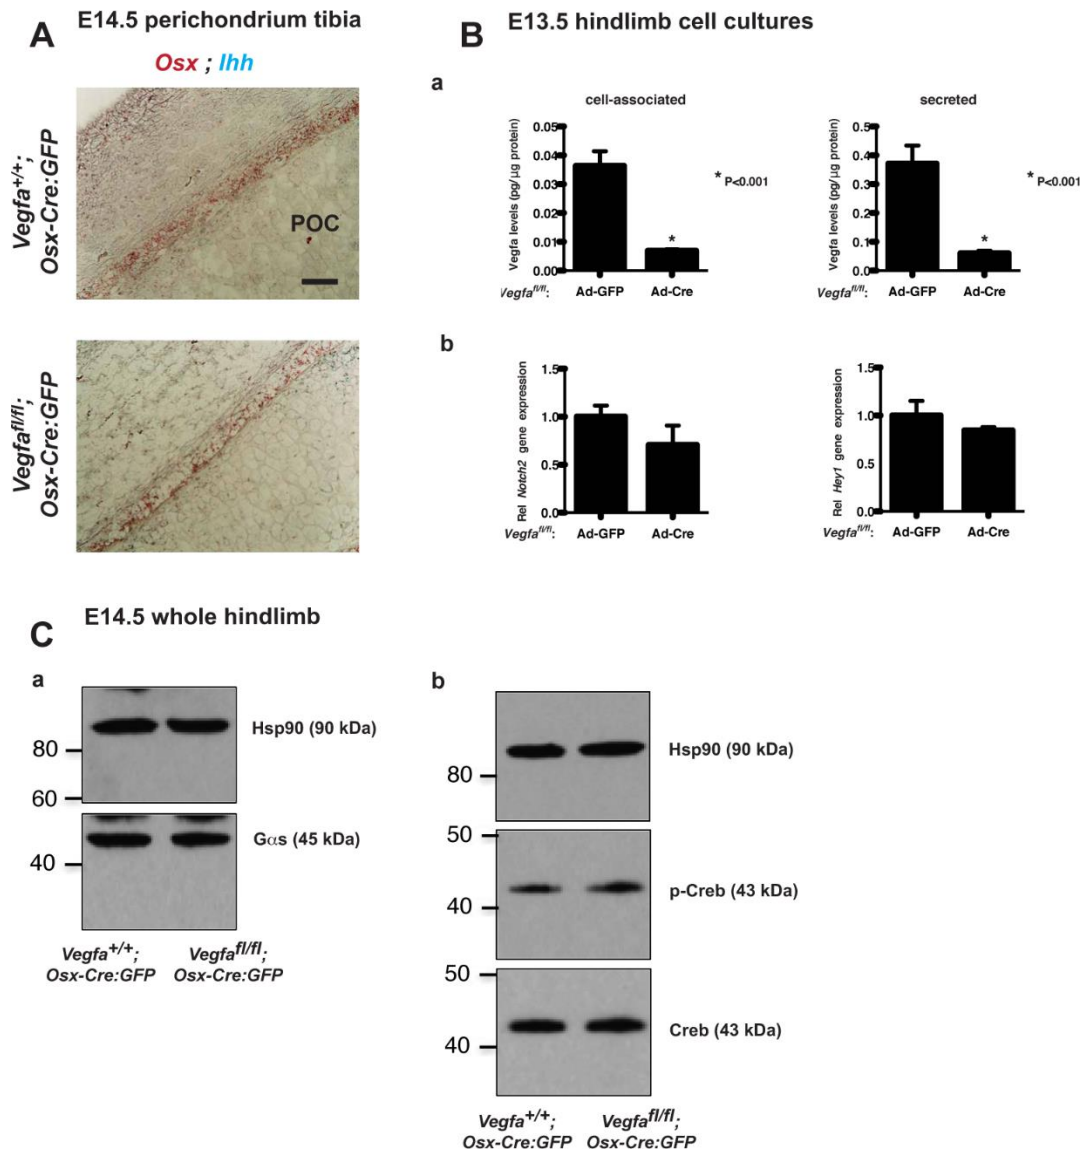 A
E14.5 perichondrium tibia
Osx ; Ihh
Vegfa+/+;
Osx-Cre:GFP
POC
Vegfafl/fl;
Osx-Cre:GFP
B
E13.5 hindlimb cell cultures
a
cell-associated
Vegfa levels (pg/ µg protein)
0.05
0.04
0.03
0.02
0.01
0.00
*
* P<0.001
Vegfafl/fl:
Ad-GFP
Ad-Cre
secreted
Vegfa levels (pg/ µg protein)
0.5
0.4
0.3
0.2
0.1
0.0
*
* P<0.001
Vegfafl/fl:
Ad-GFP
Ad-Cre
b
Rel Notch2 gene expression
1.5
1.0
0.5
0.0
Vegfafl/fl:
Ad-GFP
Ad-Cre
Rel Hey1 gene expression
1.5
1.0
0.5
0.0
Vegfafl/fl:
Ad-GFP
Ad-Cre
C
E14.5 whole hindlimb
a
80
60
40
Hsp90 (90 kDa)
Gαs (45 kDa)
Vegfa+/+;
Osx-Cre:GFP
Vegfafl/fl;
Osx-Cre:GFP
b
80
Hsp90 (90 kDa)
50
40
p-Creb (43 kDa)
50
40
Creb (43 kDa)
Vegfa+/+;
Osx-Cre:GFP
Vegfafl/fl;
Osx-Cre:GFP